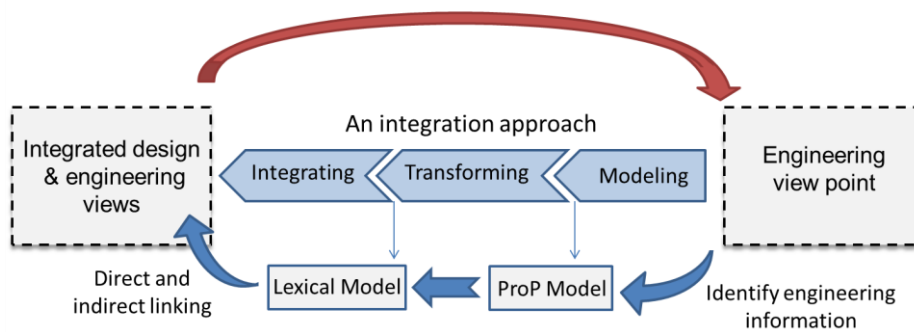 An integration approach
Integrated design
& engineering
views
Integrating
Transforming
Modeling
Engineering
view point
Direct and
indirect linking
Lexical Model
ProP Model
Identify engineering
information